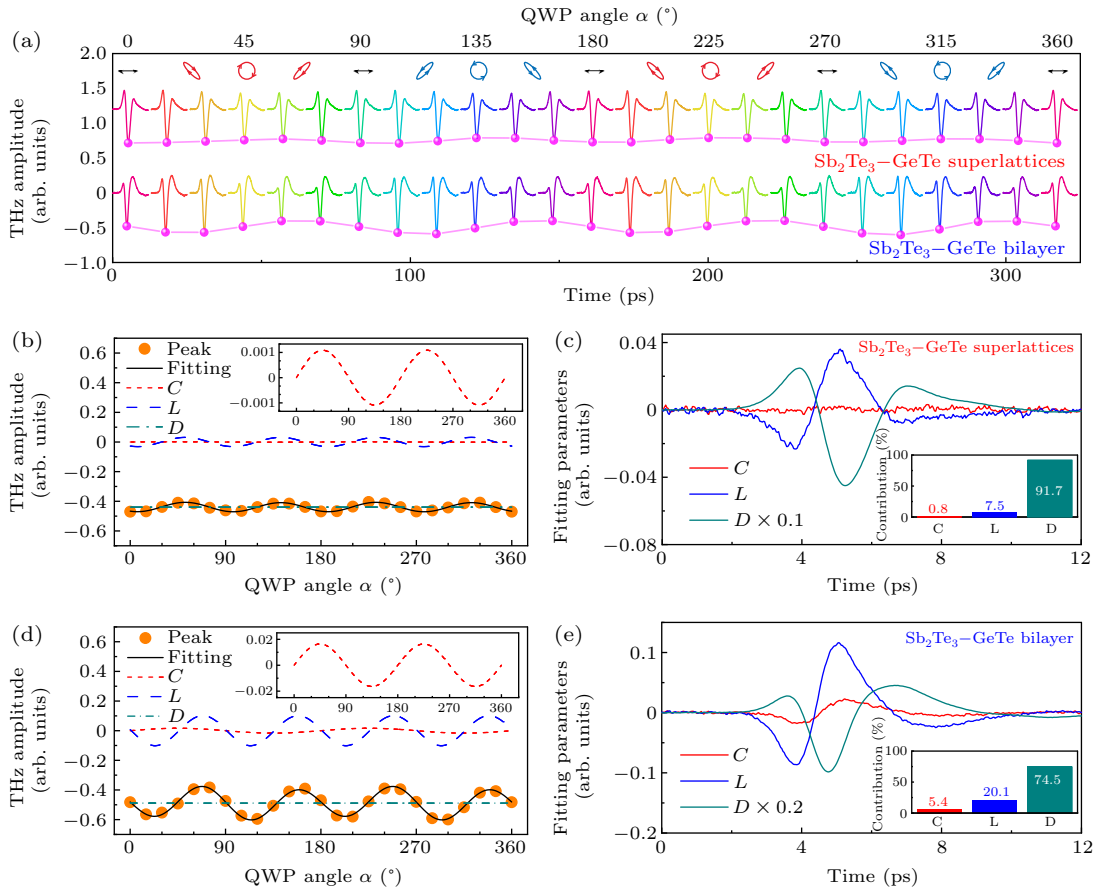 QWP angle α (°)
(a)
0 45 90 135 180 225 270 315 360
2.0
1.5
1.0
0.5
0
−0.5
−1.0
THz amplitude
(arb. units)
Sb₂Te₃−GeTe superlattices
Sb₂Te₃−GeTe bilayer
0 100 200 300
Time (ps)
(b)
0.6
0.4
0.2
0
−0.2
−0.4
−0.6
THz amplitude
(arb. units)
Peak
Fitting
C
L
D
0.001
0
−0.001
0 90 180 270 360
0 90 180 270 360
QWP angle α (°)
(c)
Sb₂Te₃−GeTe superlattices
0.04
0
−0.04
−0.08
Fitting parameters
(arb. units)
C
L
D × 0.1
Contribution (%)
100
50
0
0.8 7.5 91.7
C L D
0 4 8 12
Time (ps)
(d)
0.6
0.4
0.2
0
−0.2
−0.4
−0.6
THz amplitude
(arb. units)
Peak
Fitting
C
L
D
0.02
0
−0.02
0 90 180 270 360
0 90 180 270 360
QWP angle α (°)
(e)
Sb₂Te₃−GeTe bilayer
0.1
0
−0.1
−0.2
Fitting parameters
(arb. units)
C
L
D × 0.2
Contribution (%)
100
50
0
5.4 20.1 74.5
C L D
0 4 8 12
Time (ps)